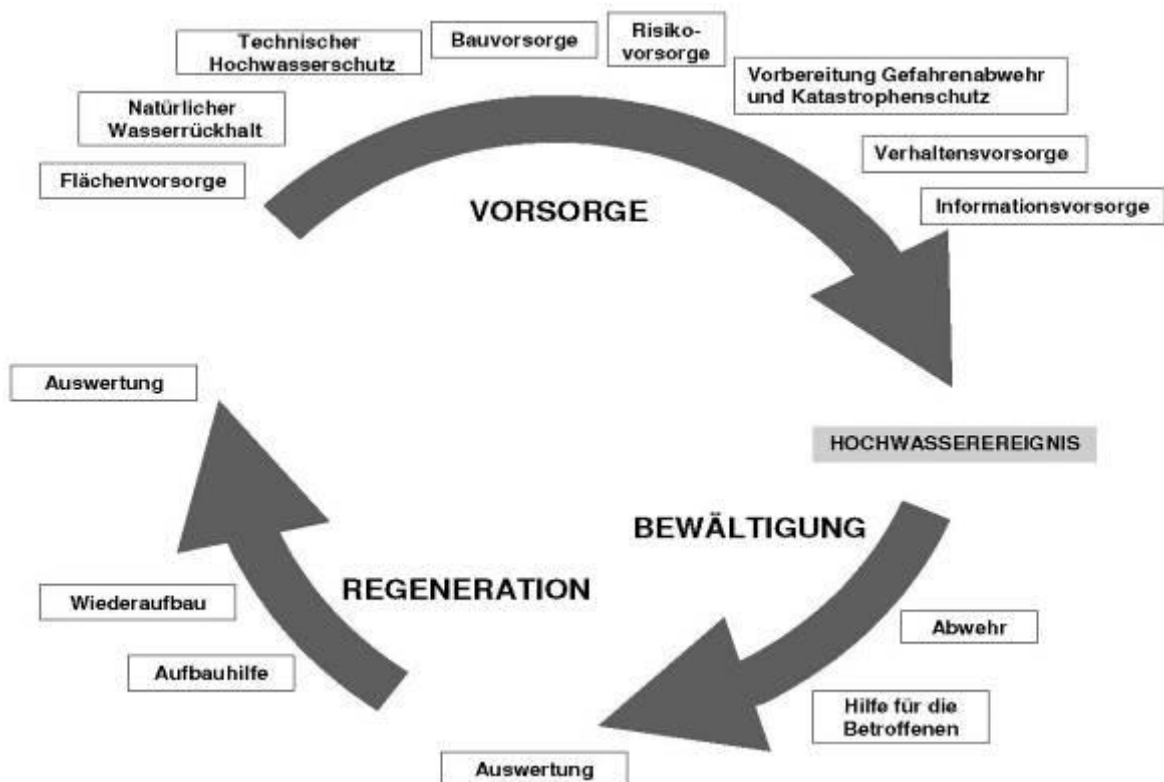 Flächenvorsorge
Natürlicher
Wasserrückhalt
Technischer
Hochwasserschutz
Bauvorsorge
Risiko-
vorsorge
Vorbereitung Gefahrenabwehr
und Katastrophenschutz
Verhaltensvorsorge
Informationsvorsorge
VORSORGE
HOCHWASSEREREIGNIS
BEWÄLTIGUNG
Abwehr
Hilfe für die
Betroffenen
Auswertung
REGENERATION
Aufbauhilfe
Wiederaufbau
Auswertung